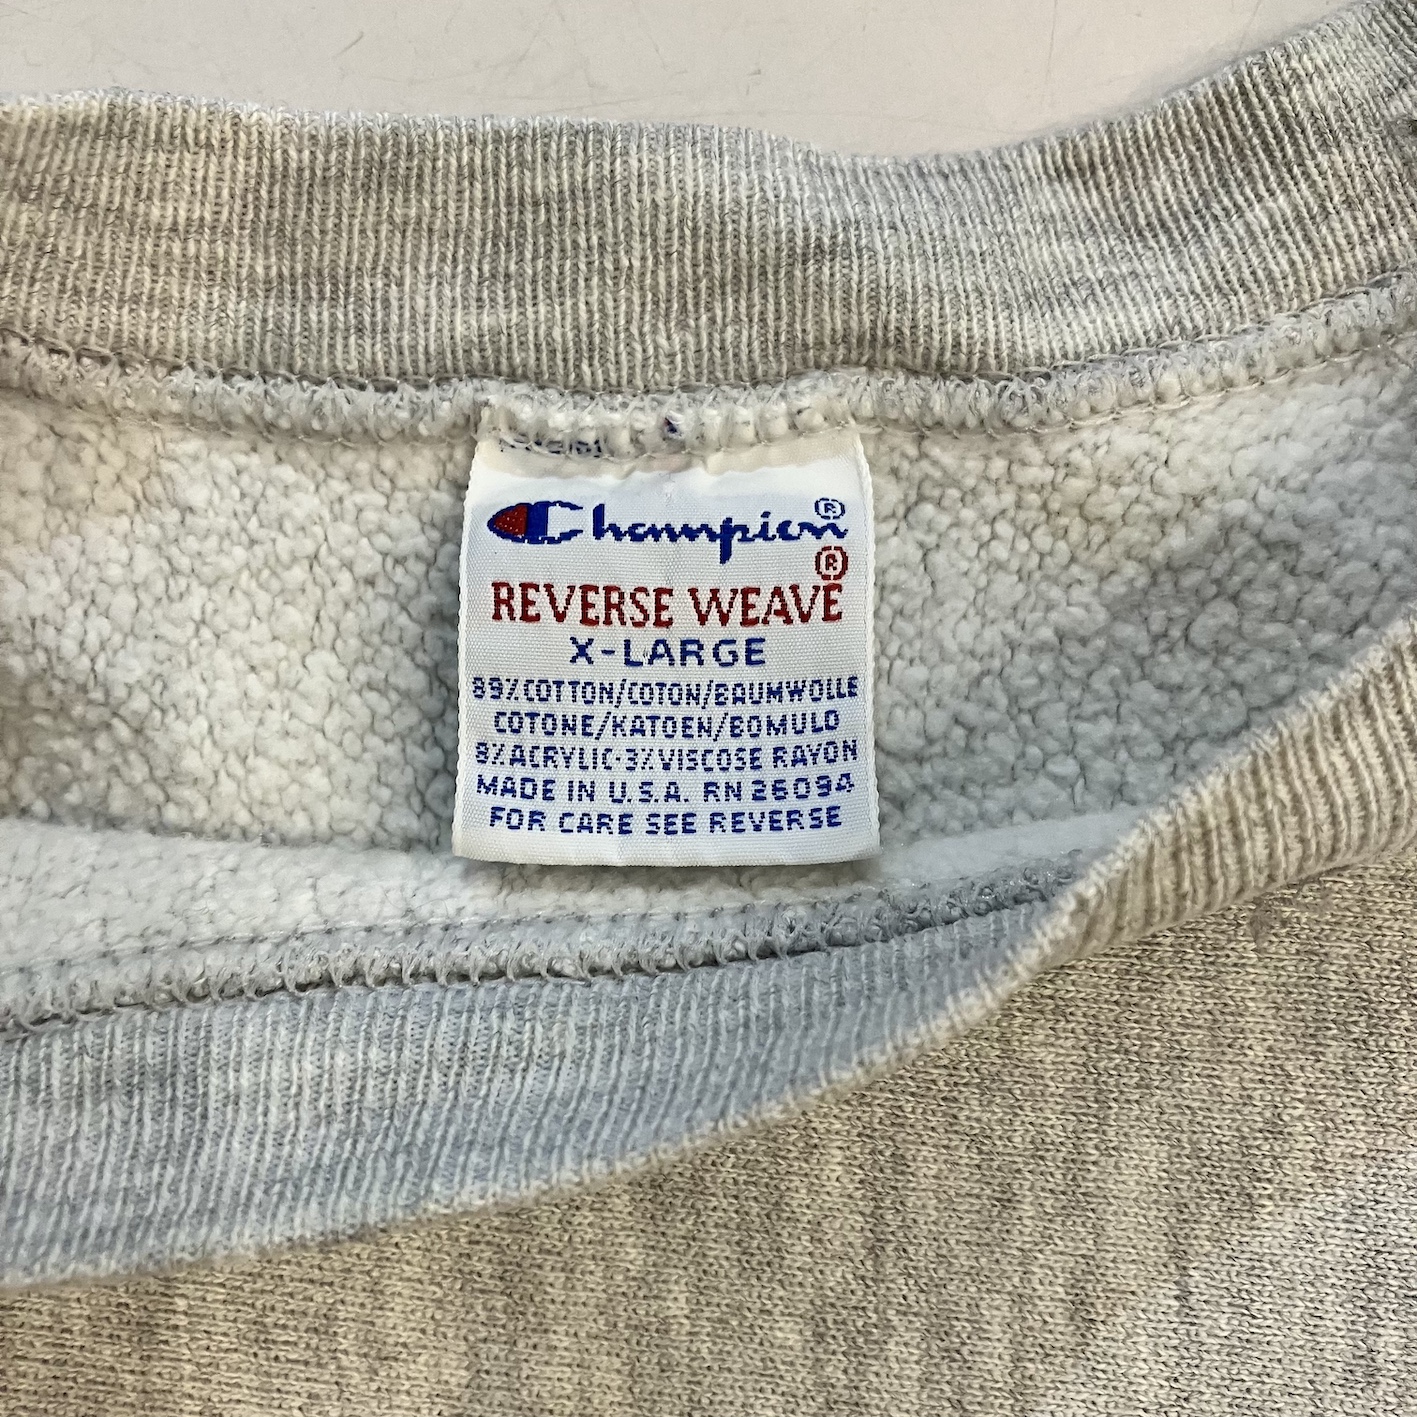 Champion®
REVERSE WEAVE®
X-LARGE
89% COTTON/COTON/BAUMWOLLE
COTONE/KATOEN/BOMULD
8% ACRYLIC·3% VISCOSE RAYON
MADE IN U.S.A. RN 26094
FOR CARE SEE REVERSE